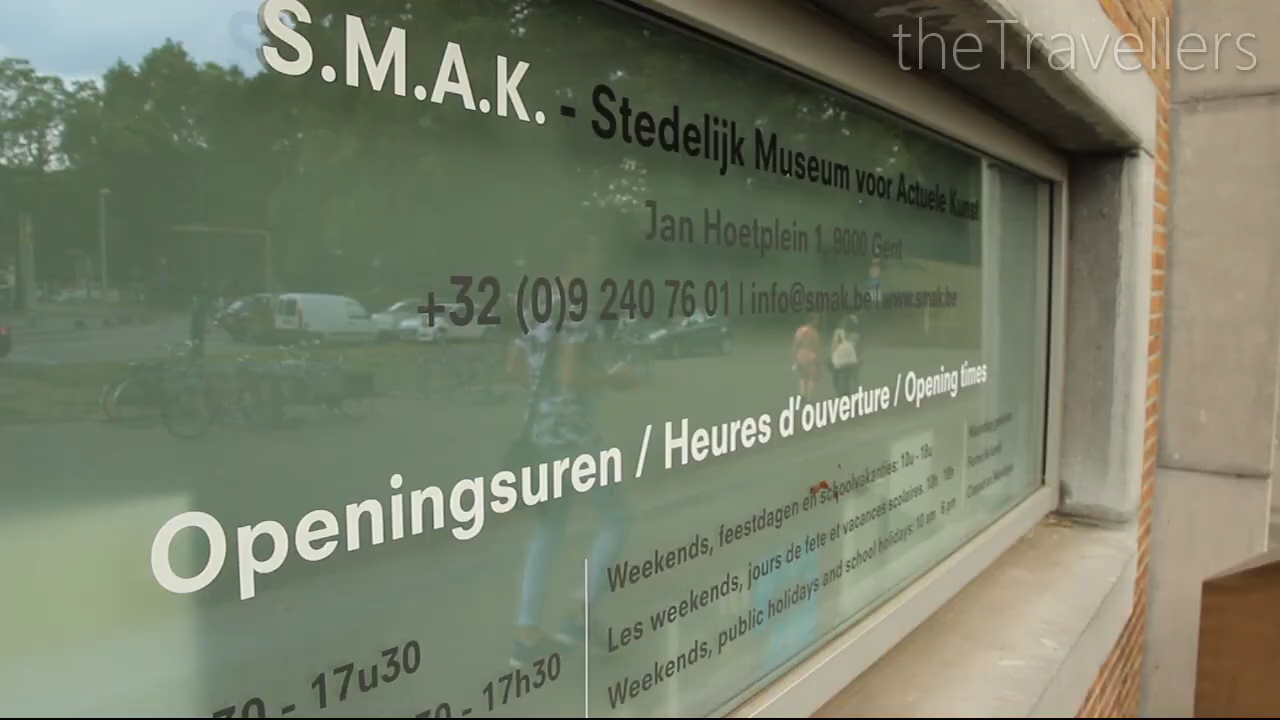 theTravellers
S.M.A.K. - Stedelijk Museum voor Actuele Kunst
Jan Hoetplein 1, 9000 Gent
+32 (0)9 240 76 01 | info@smak.be | www.smak.be
Openingsuren / Heures d'ouverture / Opening times
Weekends, feestdagen en schoolvakanties: 10u - 18u
Les weekends, jours de fete et vacances scolaires: 10h 18h
Weekends, public holidays and school holidays: 10 am 6 pm
30 - 17u30
30 - 17h30